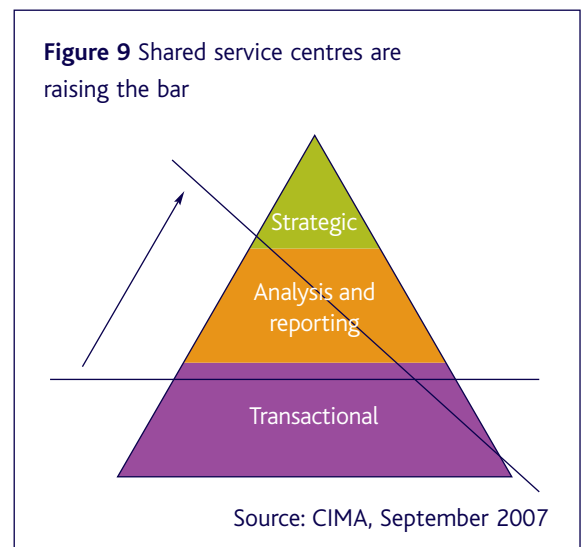 Figure 9 Shared service centres are
raising the bar
Strategic
Analysis and
reporting
Transactional
Source: CIMA, September 2007